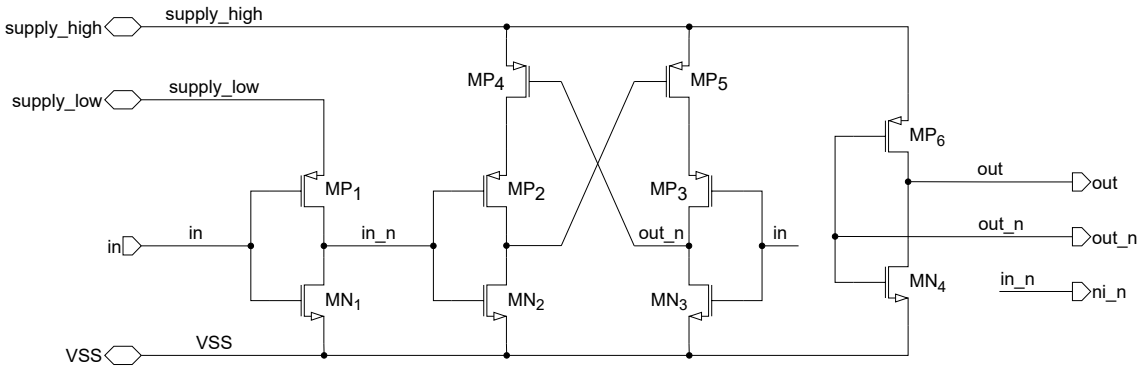 supply_high
supply_high
MP4
MP5
supply_low
supply_low
MP6
MP1
MP2
MP3
out
out
in
in
in_n
out_n
in
out_n
out_n
MN1
MN2
MN3
MN4
in_n
ni_n
VSS
VSS